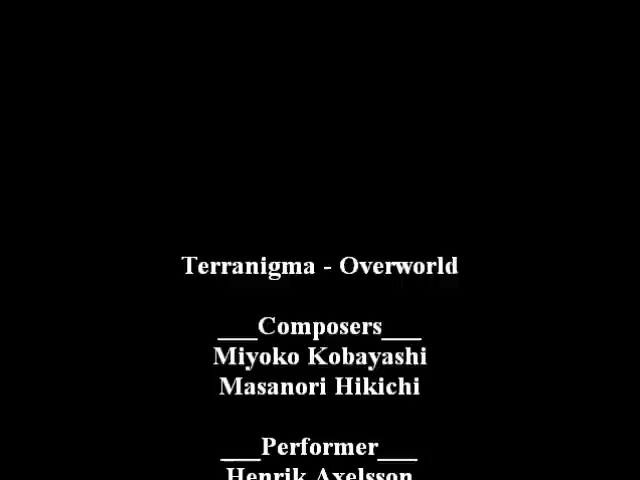 Terranigma - Overworld
___Composers___
Miyoko Kobayashi
Masanori Hikichi
___Performer___
Henrik Axelsson